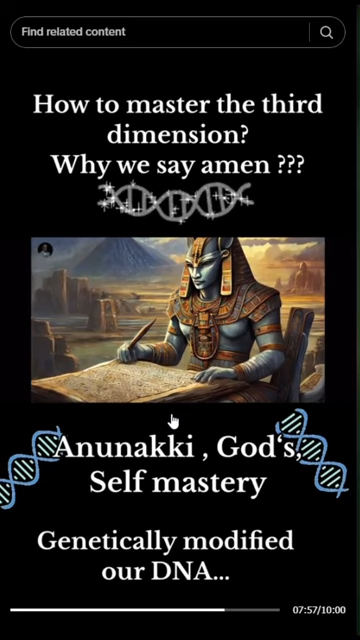 Find related content
How to master the third
dimension?
Why we say amen ???
Anunakki , God's,
Self mastery
Genetically modified
our DNA...
07:57/10:00